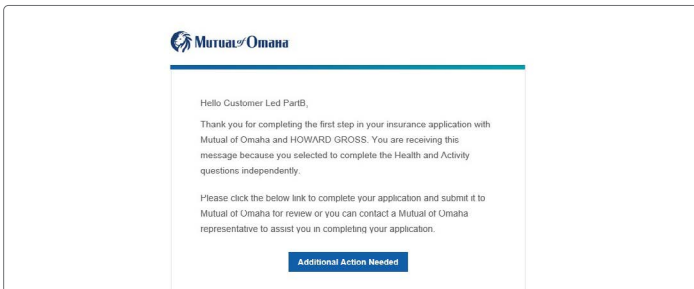 Mutual of Omaha
Hello Customer Led PartB,
Thank you for completing the first step in your insurance application with
Mutual of Omaha and HOWARD GROSS. You are receiving this
message because you selected to complete the Health and Activity
questions independently.
Please click the below link to complete your application and submit it to
Mutual of Omaha for review or you can contact a Mutual of Omaha
representative to assist you in completing your application.
Additional Action Needed